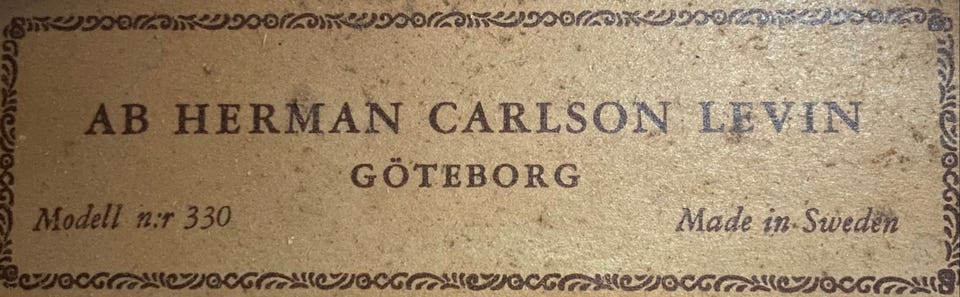 AB HERMAN CARLSON LEVIN
GÖTEBORG
Modell n:r 330 Made in Sweden